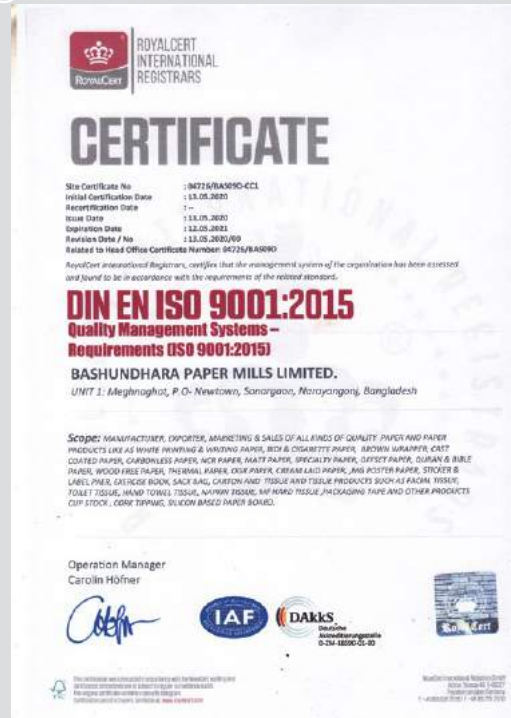 ROYALCERT
INTERNATIONAL
REGISTRARS
ROYALCERT
CERTIFICATE
Site Certificate No : 04726/BAS09O-CC1
Initial Certification Date : 13.05.2020
Recertification Date : --
Issue Date : 13.05.2020
Expiration Date : 12.05.2021
Revision Date / No : 13.05.2020/00
Related to Head Office Certificate Number: 04726/BAS09O
RoyalCert International Registrars, certifies that the management system of the organization has been assessed
and found to be in accordance with the requirements of the related standard.
DIN EN ISO 9001:2015
Quality Management Systems –
Requirements (ISO 9001:2015)
BASHUNDHARA PAPER MILLS LIMITED.
UNIT 1: Meghnaghat, P.O- Newtown, Sonargaon, Narayangonj, Bangladesh
Scope: MANUFACTURER, EXPORTER, MARKETING & SALES OF ALL KINDS OF QUALITY PAPER AND PAPER
PRODUCTS LIKE AS WHITE PRINTING & WRITING PAPER, BIDI & CIGARETTE PAPER, BROWN WRAPPER, CAST
COATED PAPER, CARBONLESS PAPER, NCR PAPER, MATT PAPER, SPECIALTY PAPER, OFFSET PAPER, QURAN & BIBLE
PAPER, WOOD FREE PAPER, THERMAL PAPER, PAPER, CREAM LAID PAPER, /MG POSTER PAPER, STICKER &
LABEL PAER, EXERCISE BOOK, SACK BAG, CARTON AND TISSUE AND TISSUE PRODUCTS SUCH AS FACIAL TISSUE,
TOILET TISSUE, HAND TOWEL TISSUE, NAPKIN TISSUE, MF HARD TISSUE /PACKAGING TAPE AND OTHER PRODUCTS
CUP STOCK, CORK TIPPING, SILICON BASED PAPER BOARD.
Operation Manager
Carolin Höfner
IAF
DAkkS
Deutsche
Akkreditierungsstelle
D-ZM-18590-01-00
RoyalCert
FSC